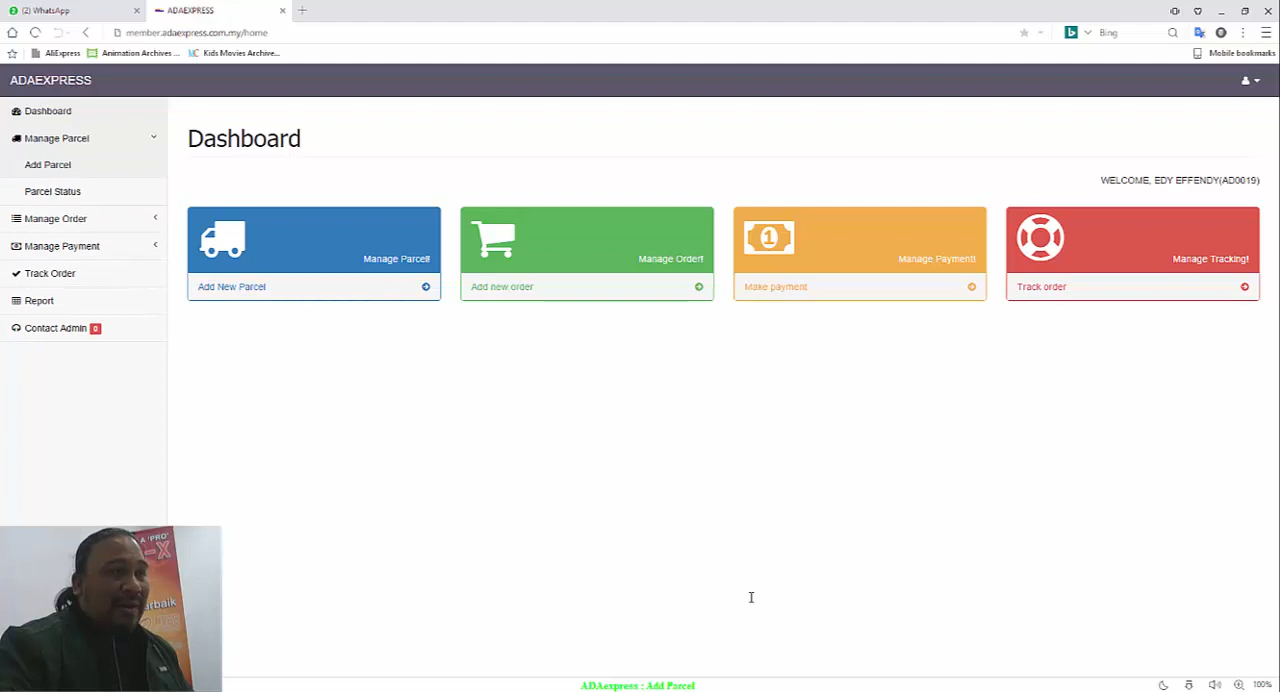 (2) WhatsApp
ADAEXPRESS
member.adaexpress.com.my/home
Bing
AliExpress
Animation Archives ...
Kids Movies Archive...
Mobile bookmarks
ADAEXPRESS
Dashboard
Manage Parcel
Add Parcel
Parcel Status
Manage Order
Manage Payment
Track Order
Report
Contact Admin 0
Dashboard
WELCOME, EDY EFFENDY(AD0019)
Manage Parcel!
Add New Parcel
Manage Order!
Add new order
1
Manage Payment!
Make payment
Manage Tracking!
Track order
A 'PRO'
-X
arbaik
ADAexpress : Add Parcel
100%